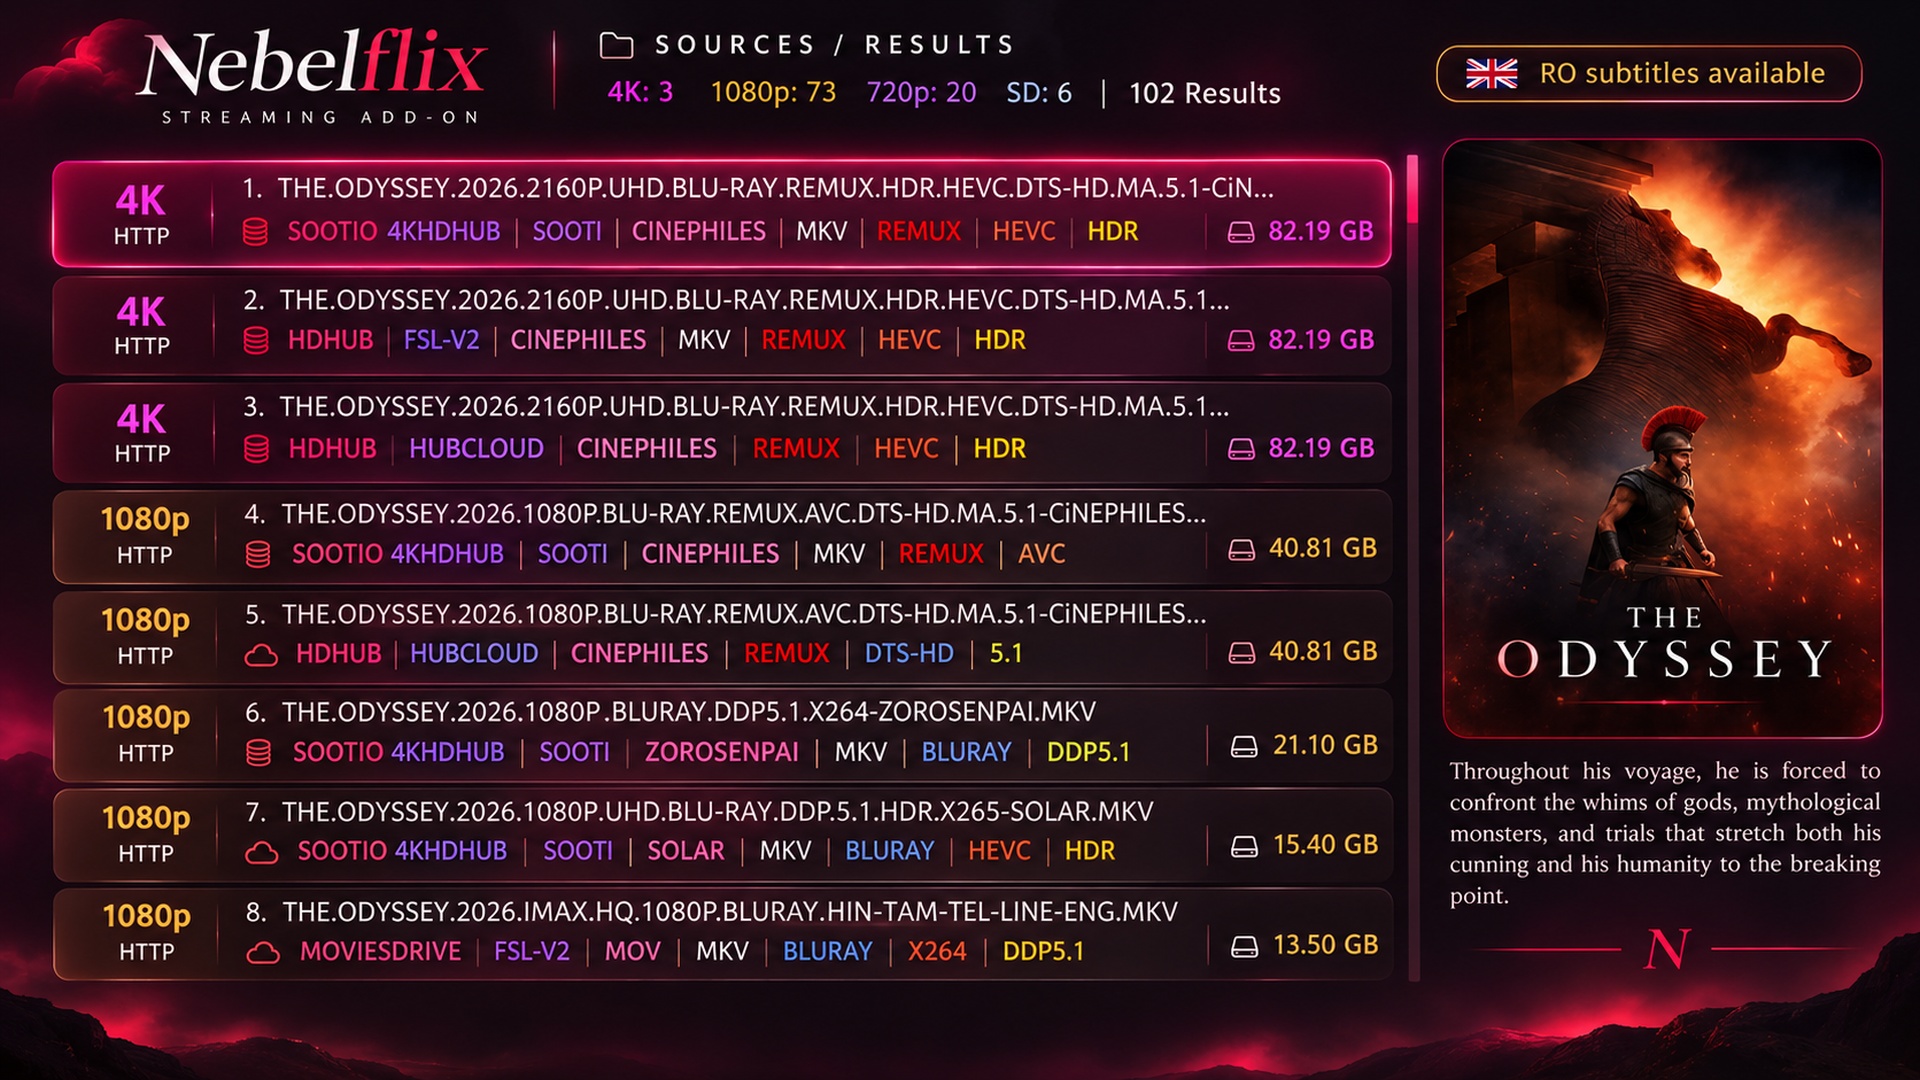 Nebelflix
STREAMING ADD-ON
SOURCES / RESULTS
4K: 3 1080p: 73 720p: 20 SD: 6 | 102 Results
RO subtitles available
4K
HTTP
1. THE.ODYSSEY.2026.2160P.UHD.BLU-RAY.REMUX.HDR.HEVC.DTS-HD.MA.5.1-CiN...
SOOTIO 4KHDHUB | SOOTI | CINEPHILES | MKV | REMUX | HEVC | HDR
82.19 GB
4K
HTTP
2. THE.ODYSSEY.2026.2160P.UHD.BLU-RAY.REMUX.HDR.HEVC.DTS-HD.MA.5.1...
HDHUB | FSL-V2 | CINEPHILES | MKV | REMUX | HEVC | HDR
82.19 GB
4K
HTTP
3. THE.ODYSSEY.2026.2160P.UHD.BLU-RAY.REMUX.HDR.HEVC.DTS-HD.MA.5.1...
HDHUB | HUBCLOUD | CINEPHILES | REMUX | HEVC | HDR
82.19 GB
1080p
HTTP
4. THE.ODYSSEY.2026.1080P.BLU-RAY.REMUX.AVC.DTS-HD.MA.5.1-CiNEPHILES...
SOOTIO 4KHDHUB | SOOTI | CINEPHILES | MKV | REMUX | AVC
40.81 GB
1080p
HTTP
5. THE.ODYSSEY.2026.1080P.BLU-RAY.REMUX.AVC.DTS-HD.MA.5.1-CiNEPHILES...
HDHUB | HUBCLOUD | CINEPHILES | REMUX | DTS-HD | 5.1
40.81 GB
1080p
HTTP
6. THE.ODYSSEY.2026.1080P.BLURAY.DDP5.1.X264-ZOROSENPAI.MKV
SOOTIO 4KHDHUB | SOOTI | ZOROSENPAI | MKV | BLURAY | DDP5.1
21.10 GB
1080p
HTTP
7. THE.ODYSSEY.2026.1080P.UHD.BLU-RAY.DDP.5.1.HDR.X265-SOLAR.MKV
SOOTIO 4KHDHUB | SOOTI | SOLAR | MKV | BLURAY | HEVC | HDR
15.40 GB
1080p
HTTP
8. THE.ODYSSEY.2026.IMAX.HQ.1080P.BLURAY.HIN-TAM-TEL-LINE-ENG.MKV
MOVIESDRIVE | FSL-V2 | MOV | MKV | BLURAY | X264 | DDP5.1
13.50 GB
THE
ODYSSEY
Throughout his voyage, he is forced to
confront the whims of gods, mythological
monsters, and trials that stretch both his
cunning and his humanity to the breaking
point.
N